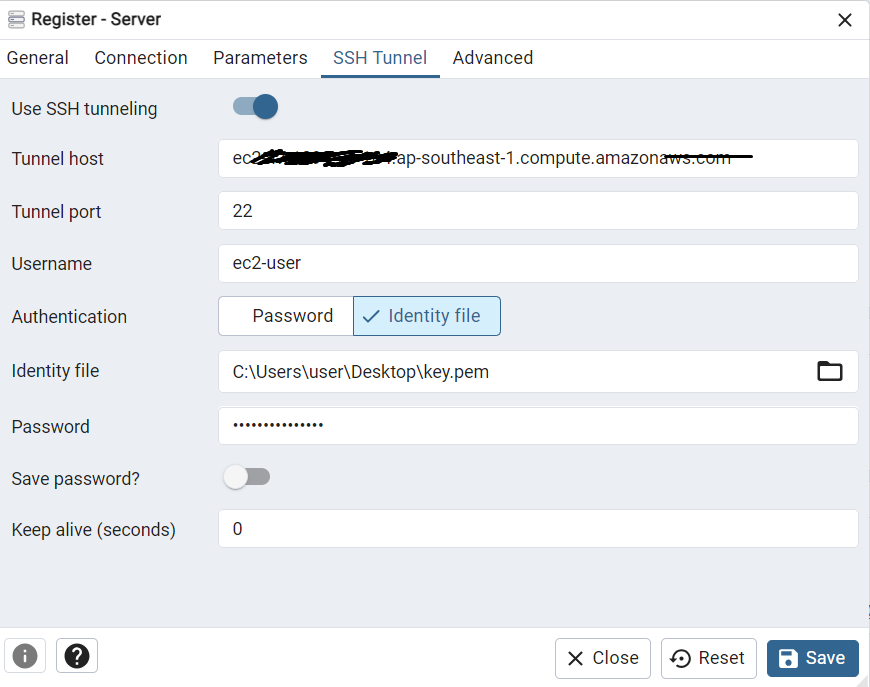 Register - Server
General Connection Parameters SSH Tunnel Advanced
Use SSH tunneling
Tunnel host ap-southeast-1.compute.amazonaws.com
Tunnel port 22
Username ec2-user
Authentication Password Identity file
Identity file C:\Users\user\Desktop\key.pem
Password •••••••••••••••
Save password?
Keep alive (seconds) 0
Close Reset Save